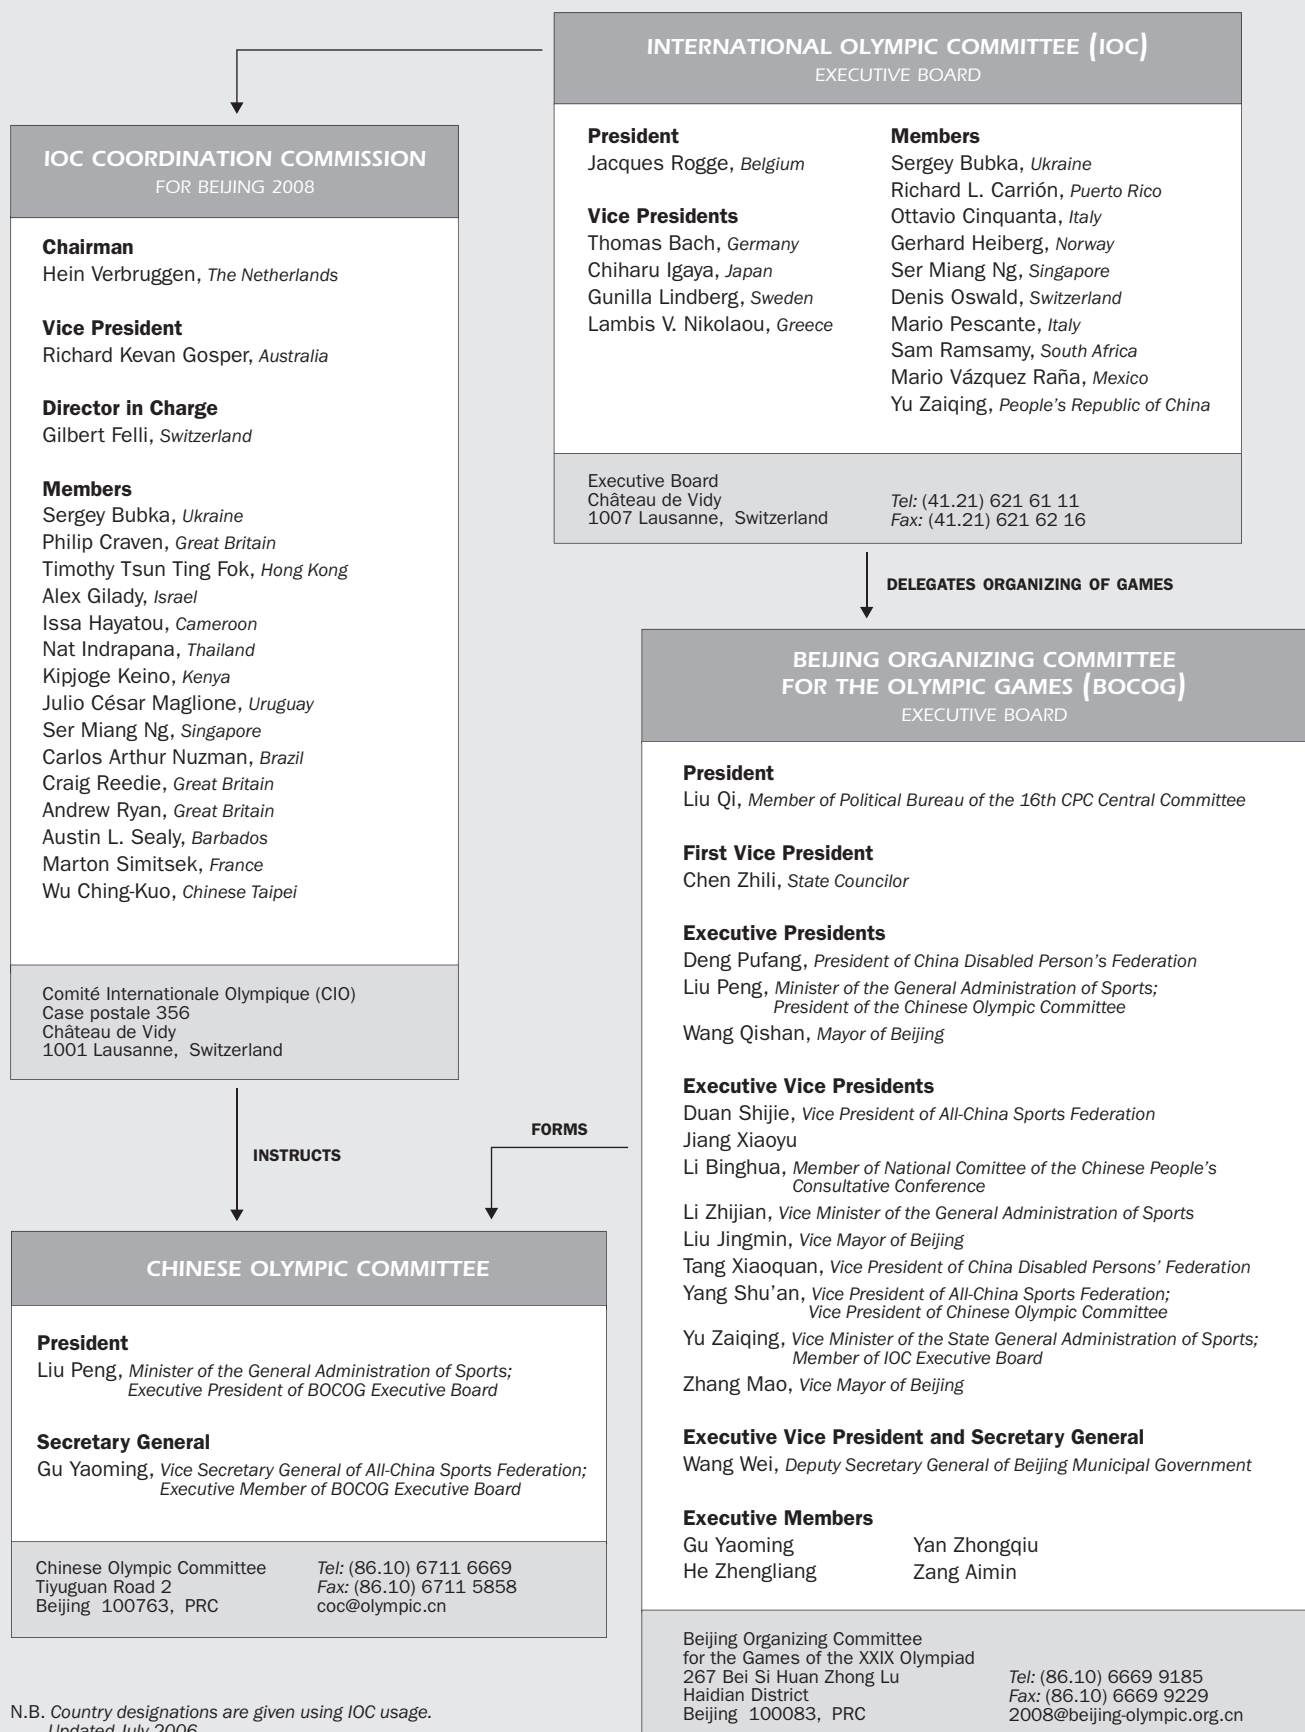 INTERNATIONAL OLYMPIC COMMITTEE (IOC)
EXECUTIVE BOARD
President
Jacques Rogge, Belgium
Vice Presidents
Thomas Bach, Germany
Chiharu Igaya, Japan
Gunilla Lindberg, Sweden
Lambis V. Nikolaou, Greece
Members
Sergey Bubka, Ukraine
Richard L. Carrión, Puerto Rico
Ottavio Cinquanta, Italy
Gerhard Heiberg, Norway
Ser Miang Ng, Singapore
Denis Oswald, Switzerland
Mario Pescante, Italy
Sam Ramsamy, South Africa
Mario Vázquez Raña, Mexico
Yu Zaiqing, People's Republic of China
Executive Board
Château de Vidy
1007 Lausanne, Switzerland
Tel: (41.21) 621 61 11
Fax: (41.21) 621 62 16
IOC COORDINATION COMMISSION
FOR BEIJING 2008
Chairman
Hein Verbruggen, The Netherlands
Vice President
Richard Kevan Gosper, Australia
Director in Charge
Gilbert Felli, Switzerland
Members
Sergey Bubka, Ukraine
Philip Craven, Great Britain
Timothy Tsun Ting Fok, Hong Kong
Alex Gilady, Israel
Issa Hayatou, Cameroon
Nat Indrapana, Thailand
Kipjoge Keino, Kenya
Julio César Maglione, Uruguay
Ser Miang Ng, Singapore
Carlos Arthur Nuzman, Brazil
Craig Reedie, Great Britain
Andrew Ryan, Great Britain
Austin L. Sealy, Barbados
Marton Simitsek, France
Wu Ching-Kuo, Chinese Taipei
Comité Internationale Olympique (CIO)
Case postale 356
Château de Vidy
1001 Lausanne, Switzerland
DELEGATES ORGANIZING OF GAMES
BEIJING ORGANIZING COMMITTEE
FOR THE OLYMPIC GAMES (BOCOG)
EXECUTIVE BOARD
President
Liu Qi, Member of Political Bureau of the 16th CPC Central Committee
First Vice President
Chen Zhili, State Councilor
Executive Presidents
Deng Pufang, President of China Disabled Person's Federation
Liu Peng, Minister of the General Administration of Sports;
President of the Chinese Olympic Committee
Wang Qishan, Mayor of Beijing
Executive Vice Presidents
Duan Shijie, Vice President of All-China Sports Federation
Jiang Xiaoyu
Li Binghua, Member of National Comittee of the Chinese People's
Consultative Conference
Li Zhijian, Vice Minister of the General Administration of Sports
Liu Jingmin, Vice Mayor of Beijing
Tang Xiaoquan, Vice President of China Disabled Persons' Federation
Yang Shu'an, Vice President of All-China Sports Federation;
Vice President of Chinese Olympic Committee
Yu Zaiqing, Vice Minister of the State General Administration of Sports;
Member of IOC Executive Board
Zhang Mao, Vice Mayor of Beijing
Executive Vice President and Secretary General
Wang Wei, Deputy Secretary General of Beijing Municipal Government
Executive Members
Gu Yaoming
He Zhengliang
Yan Zhongqiu
Zang Aimin
Beijing Organizing Committee
for the Games of the XXIX Olympiad
267 Bei Si Huan Zhong Lu
Haidian District
Beijing 100083, PRC
Tel: (86.10) 6669 9185
Fax: (86.10) 6669 9229
2008@beijing-olympic.org.cn
INSTRUCTS
FORMS
CHINESE OLYMPIC COMMITTEE
President
Liu Peng, Minister of the General Administration of Sports;
Executive President of BOCOG Executive Board
Secretary General
Gu Yaoming, Vice Secretary General of All-China Sports Federation;
Executive Member of BOCOG Executive Board
Chinese Olympic Committee
Tiyuguan Road 2
Beijing 100763, PRC
Tel: (86.10) 6711 6669
Fax: (86.10) 6711 5858
coc@olympic.cn
N.B. Country designations are given using IOC usage.
Updated July 2006